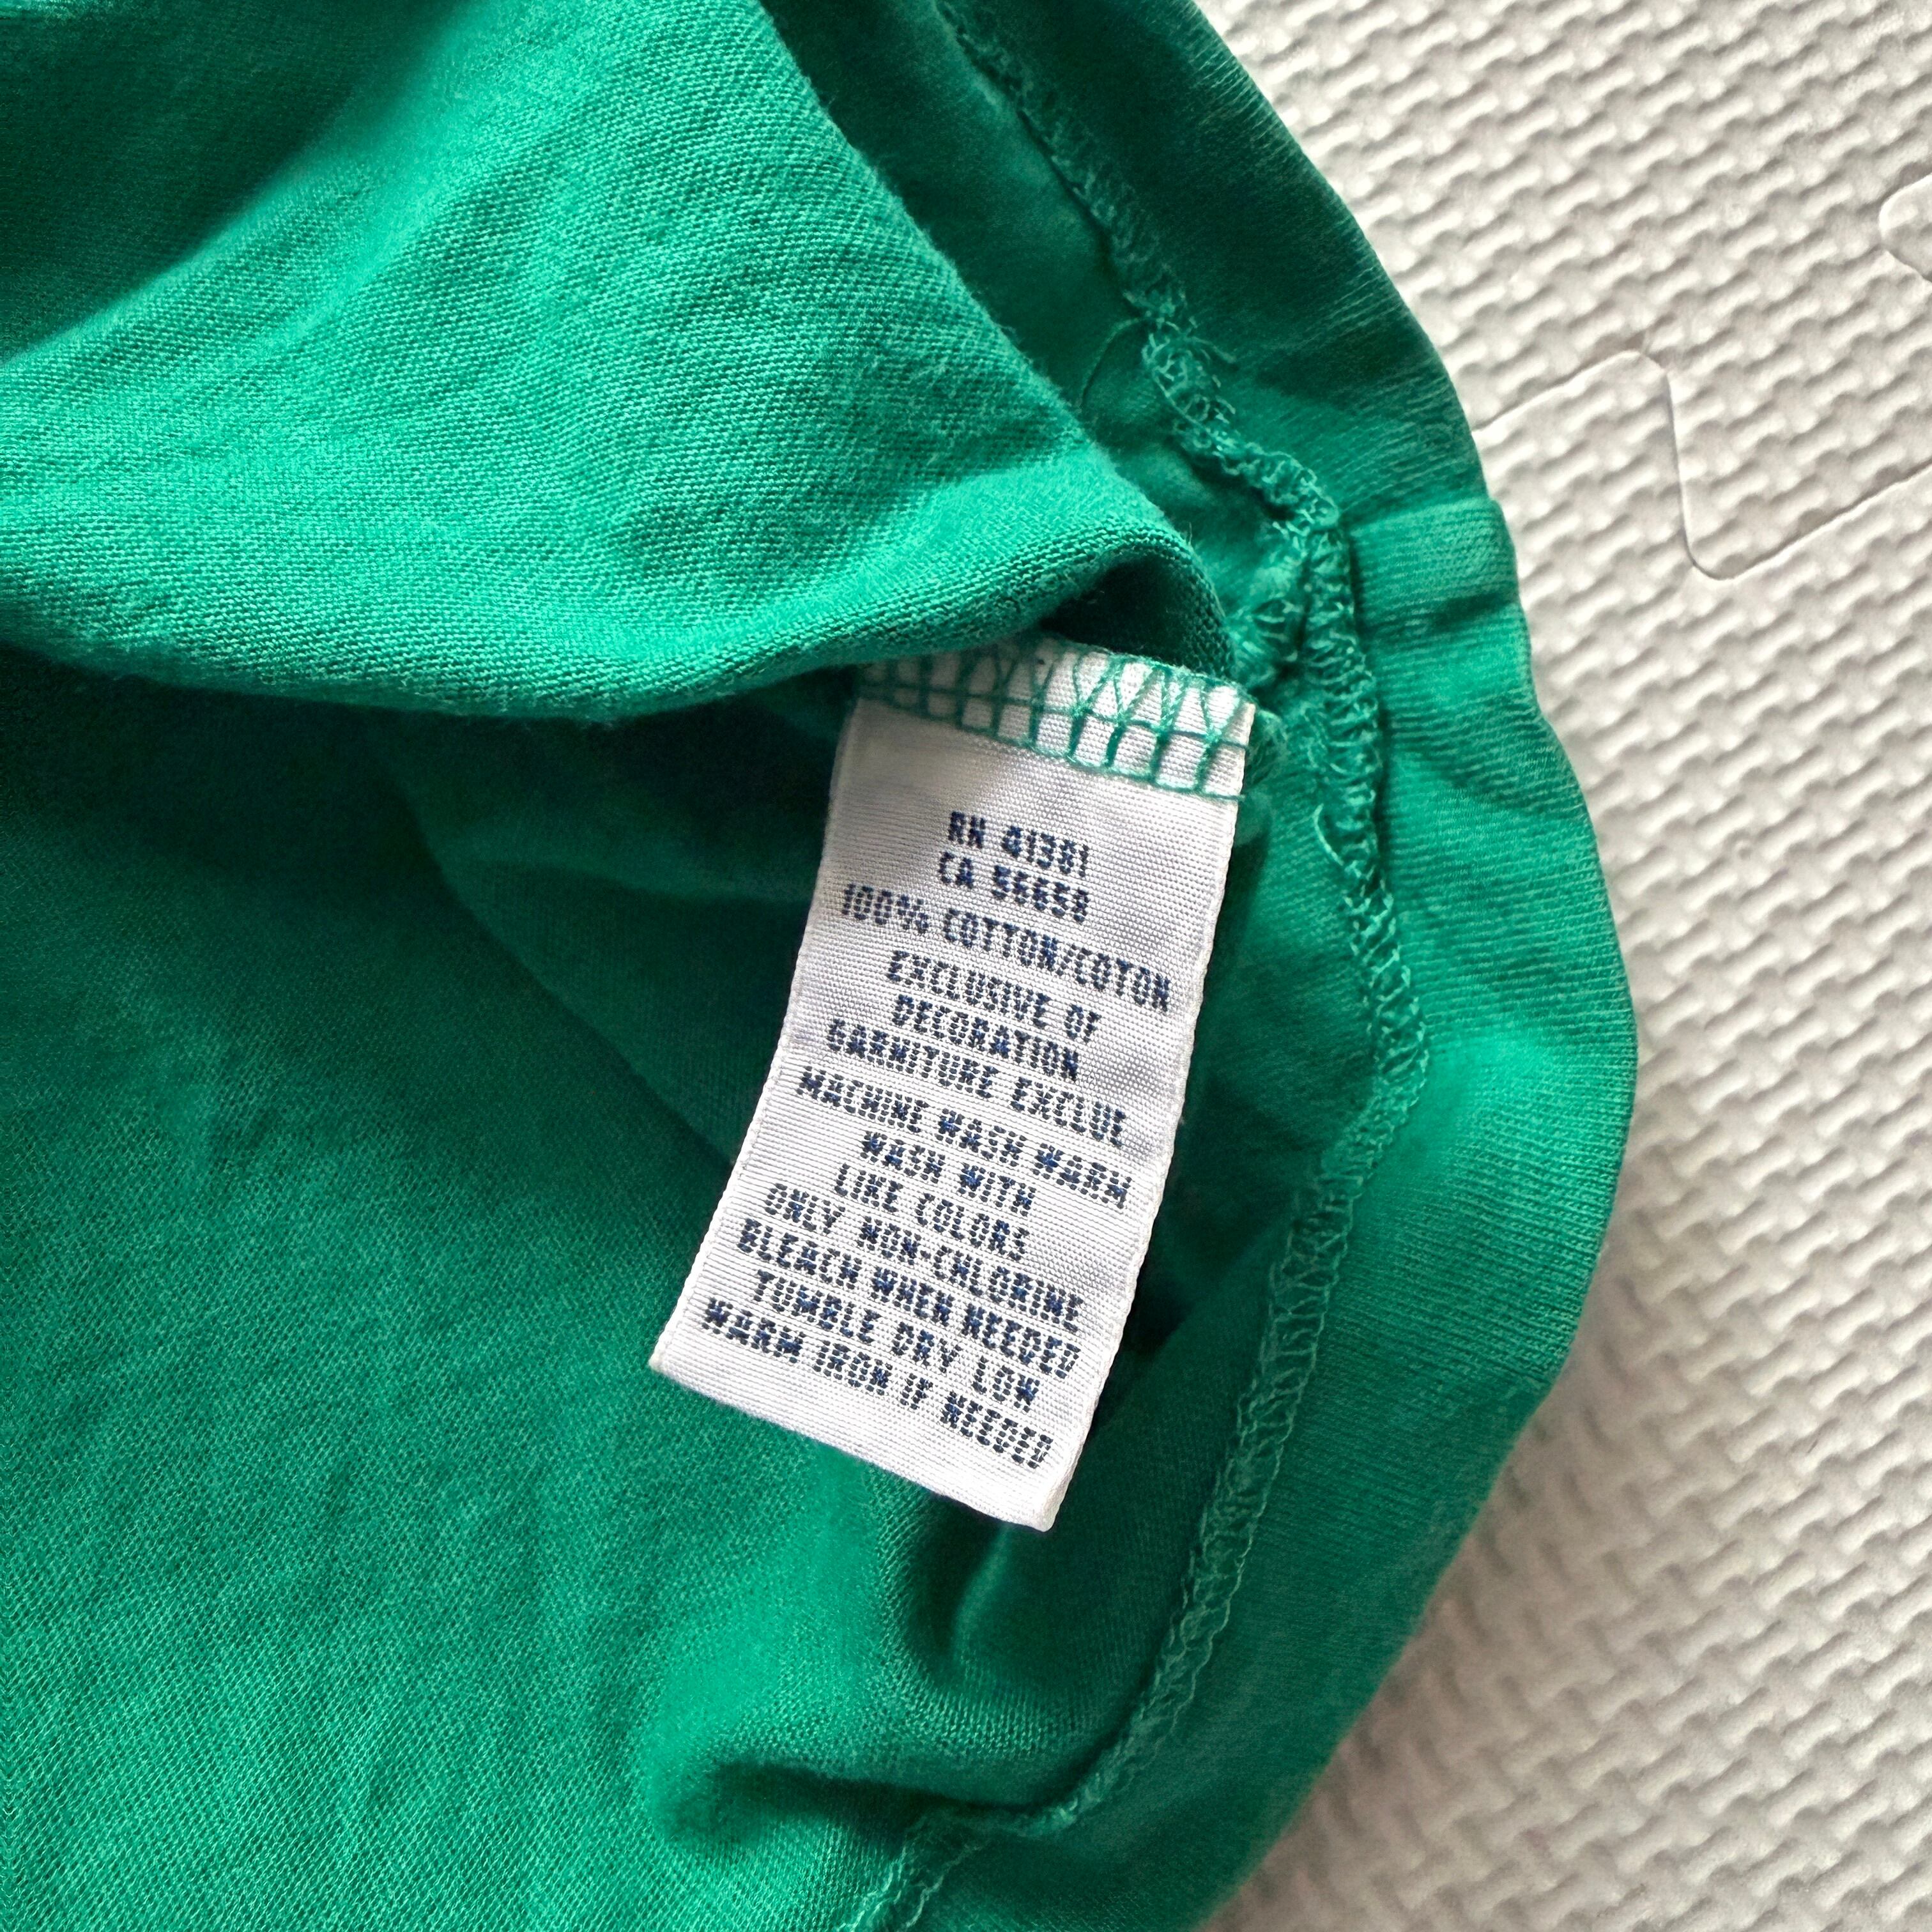 RN 41381
CA 56658
100% COTTON/COTON
EXCLUSIVE OF
DECORATION
GARNITURE EXCLUE
MACHINE WASH WARM
WASH WITH
LIKE COLORS
ONLY NON-CHLORINE
BLEACH WHEN NEEDED
TUMBLE DRY LOW
WARM IRON IF NEEDED